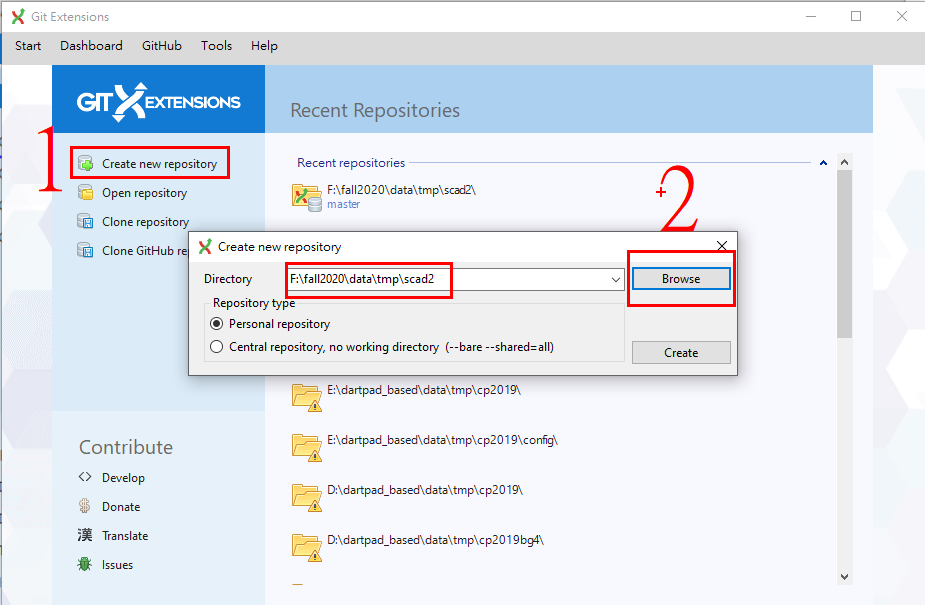 Git Extensions
Start Dashboard GitHub Tools Help
GIT EXTENSIONS
Recent Repositories
1
Create new repository
Open repository
Clone repository
Clone GitHub re
Recent repositories
F:\fall2020\data\tmp\scad2\
master
2
Create new repository
Directory F:\fall2020\data\tmp\scad2 Browse
Repository type
Personal repository
Central repository, no working directory (--bare --shared=all)
Create
E:\dartpad_based\data\tmp\cp2019\
E:\dartpad_based\data\tmp\cp2019\config\
D:\dartpad_based\data\tmp\cp2019\
D:\dartpad_based\data\tmp\cp2019bg4\
Contribute
Develop
Donate
漢 Translate
Issues